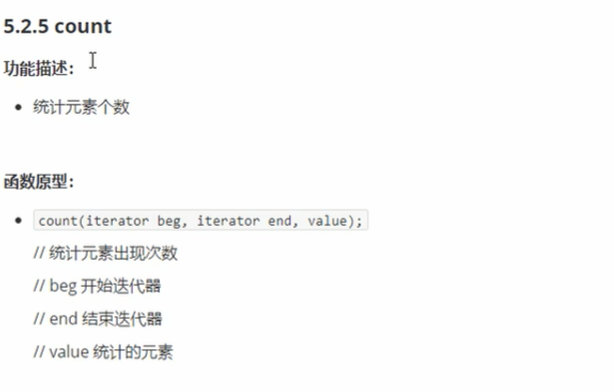 5.2.5 count
功能描述：
统计元素个数
函数原型：
count(iterator beg, iterator end, value);
// 统计元素出现次数
// beg 开始迭代器
// end 结束迭代器
// value 统计的元素